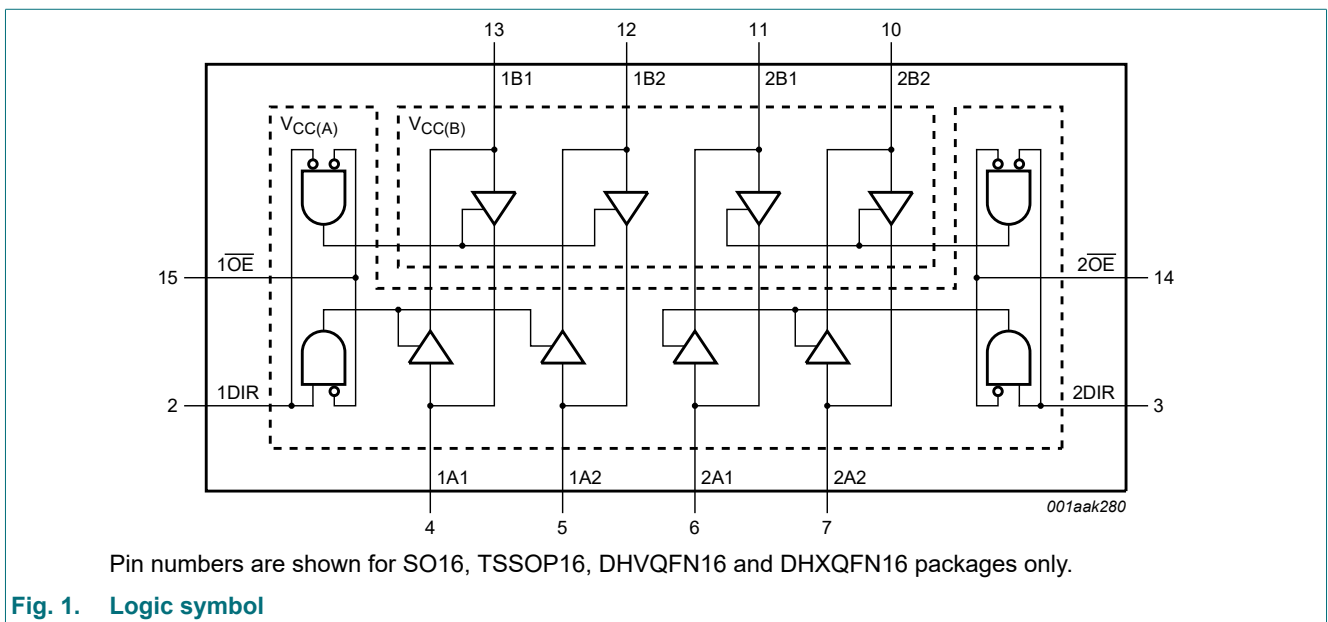 13 12 11 10
1B1 1B2 2B1 2B2
VCC(A) VCC(B)
15 1OE 2OE 14
2 1DIR 2DIR 3
1A1 1A2 2A1 2A2
001aak280
4 5 6 7
Pin numbers are shown for SO16, TSSOP16, DHVQFN16 and DHXQFN16 packages only.
Fig. 1. Logic symbol